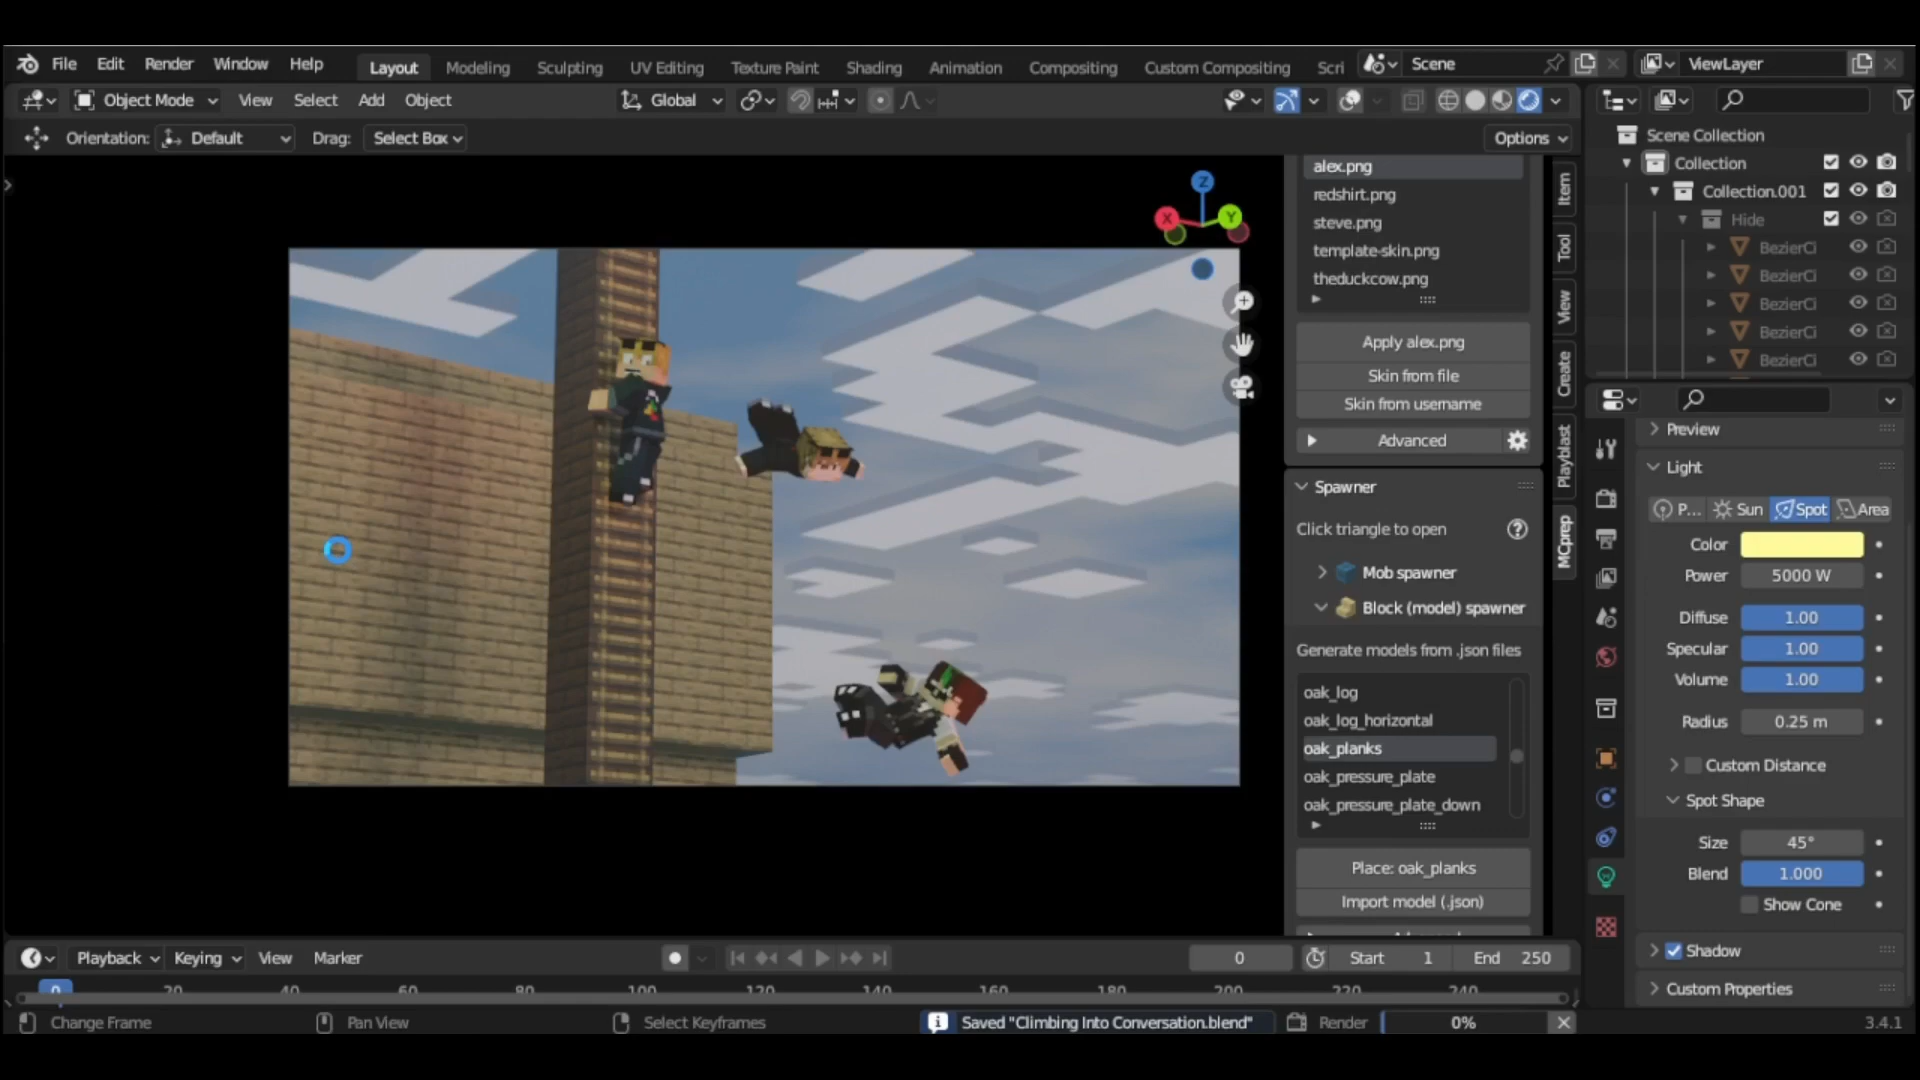 File Edit Render Window Help Layout Modeling Sculpting UV Editing Texture Paint Shading Animation Compositing Custom Compositing Scri Scene ViewLayer
Object Mode View Select Add Object Global
Orientation: Default Drag: Select Box Options
Scene Collection
Collection
Collection.001
Hide
BezierCi
BezierCi
BezierCi
BezierCi
BezierCi
X
Y
Z
alex.png
redshirt.png
steve.png
template-skin.png
theduckcow.png
Apply alex.png
Skin from file
Skin from username
Advanced
Spawner
Click triangle to open
Mob spawner
Block (model) spawner
Generate models from .json files
oak_log
oak_log_horizontal
oak_planks
oak_pressure_plate
oak_pressure_plate_down
Place: oak_planks
Import model (.json)
Item
Tool
View
Create
Playblast
MCprep
Preview
Light
P... Sun Spot Area
Color
Power 5000 W
Diffuse 1.00
Specular 1.00
Volume 1.00
Radius 0.25 m
Custom Distance
Spot Shape
Size 45°
Blend 1.000
Show Cone
Shadow
Custom Properties
Playback Keying View Marker 0 Start 1 End 250
0 20 40 60 80 100 120 140 160 180 200 220 240
Change Frame Pan View Select Keyframes Saved "Climbing Into Conversation.blend" Render 0% 3.4.1